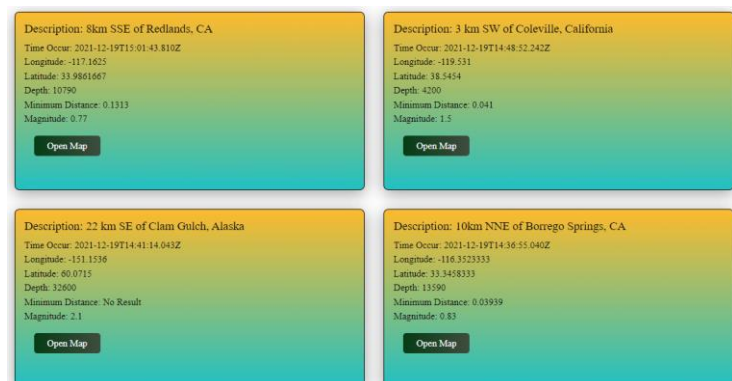 Description: 8km SSE of Redlands, CA
Time Occur: 2021-12-19T15:01:43.810Z
Longitude: -117.1625
Latitude: 33.9861667
Depth: 10790
Minimum Distance: 0.1313
Magnitude: 0.77
Open Map
Description: 3 km SW of Coleville, California
Time Occur: 2021-12-19T14:48:52.242Z
Longitude: -119.531
Latitude: 38.5454
Depth: 4200
Minimum Distance: 0.041
Magnitude: 1.5
Open Map
Description: 22 km SE of Clam Gulch, Alaska
Time Occur: 2021-12-19T14:41:14.043Z
Longitude: -151.1536
Latitude: 60.0715
Depth: 32600
Minimum Distance: No Result
Magnitude: 2.1
Open Map
Description: 10km NNE of Borrego Springs, CA
Time Occur: 2021-12-19T14:36:55.040Z
Longitude: -116.3523333
Latitude: 33.3458333
Depth: 13590
Minimum Distance: 0.03939
Magnitude: 0.83
Open Map